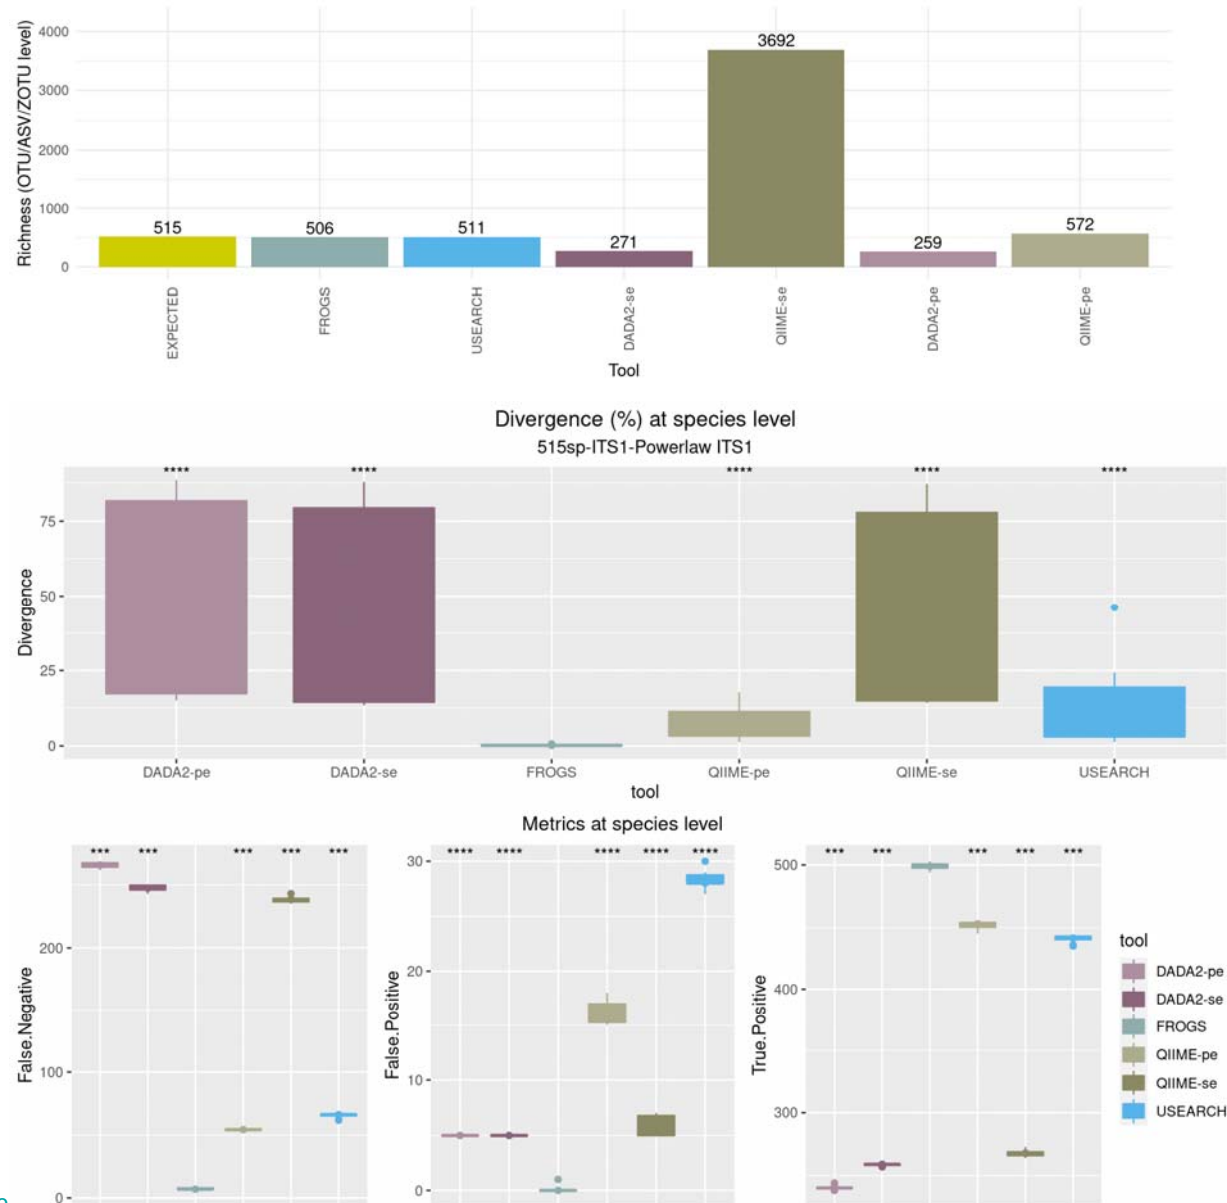 Richness (OTU/ASV/ZOTU level)
4000
3000
2000
1000
0
515
506
511
271
3692
259
572
EXPECTED
FROGS
USEARCH
DADA2-se
QIIME-se
DADA2-pe
QIIME-pe
Tool
Divergence (%) at species level
515sp-ITS1-Powerlaw ITS1
**** **** **** **** ****
Divergence
75
50
25
0
DADA2-pe DADA2-se FROGS QIIME-pe QIIME-se USEARCH
tool
Metrics at species level
*** *** *** *** ***
False.Negative
200
100
0
**** **** **** **** ****
False.Positive
30
20
10
0
*** *** *** *** ***
True.Positive
500
400
300
tool
DADA2-pe
DADA2-se
FROGS
QIIME-pe
QIIME-se
USEARCH